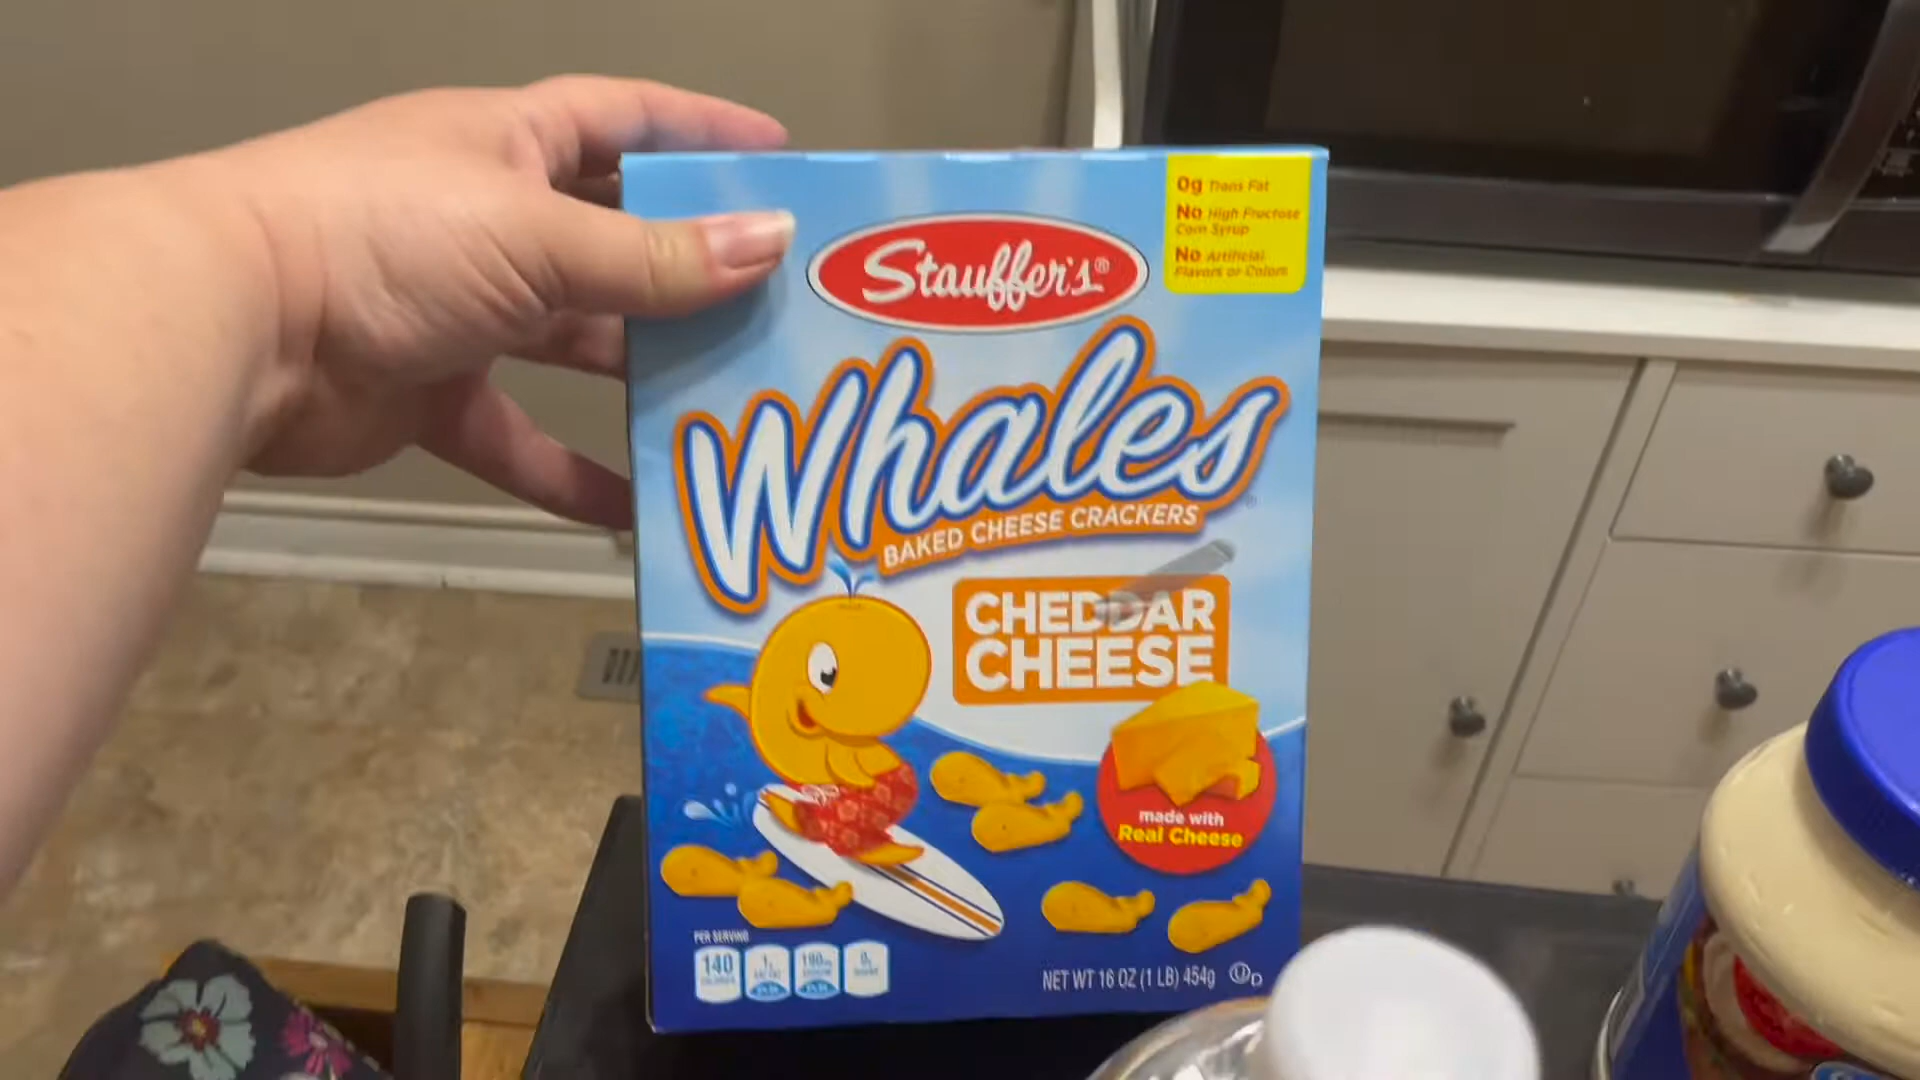 0g Trans Fat
No High Fructose
Corn Syrup
No Artificial
Flavors or Colors
Stauffer's®
Whales®
BAKED CHEESE CRACKERS
CHEDDAR
CHEESE
made with
Real Cheese
PER SERVING
140
CALORIES
NET WT 16 OZ (1 LB) 454g